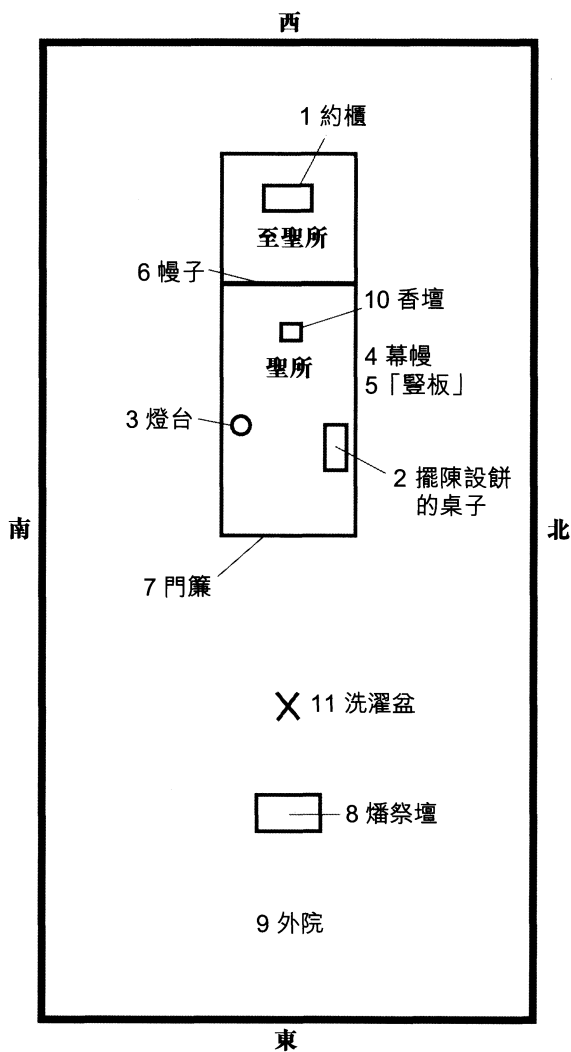 西
1 約櫃
至聖所
6 幔子
10 香壇
聖所
4 幕幔
5「豎板」
3 燈台
2 擺陳設餅
的桌子
南
北
7 門簾
11 洗濯盆
8 燔祭壇
9 外院
東